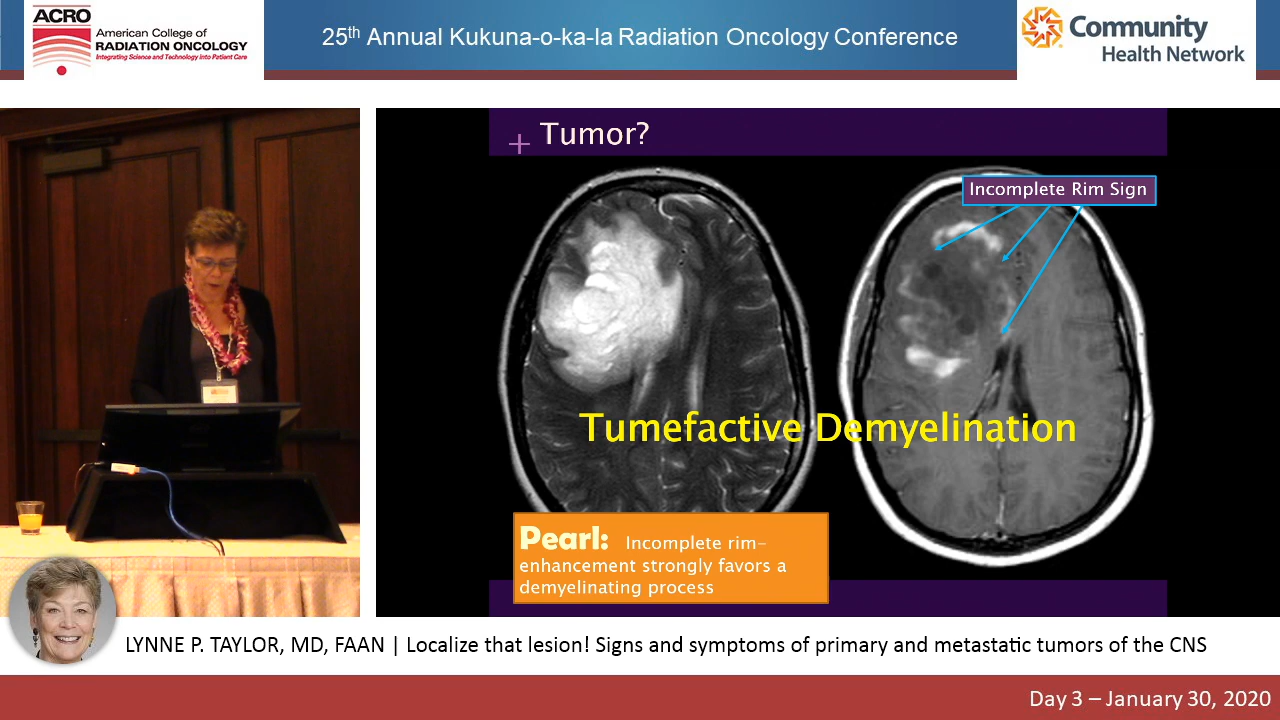 ACRO
American College of
RADIATION ONCOLOGY
Integrating Science and Technology Into Patient Care
25th Annual Kukuna-o-ka-la Radiation Oncology Conference
Community
Health Network
+ Tumor?
Incomplete Rim Sign
Tumefactive Demyelination
Pearl: Incomplete rim-
enhancement strongly favors a
demyelinating process
LYNNE P. TAYLOR, MD, FAAN | Localize that lesion! Signs and symptoms of primary and metastatic tumors of the CNS
Day 3 – January 30, 2020